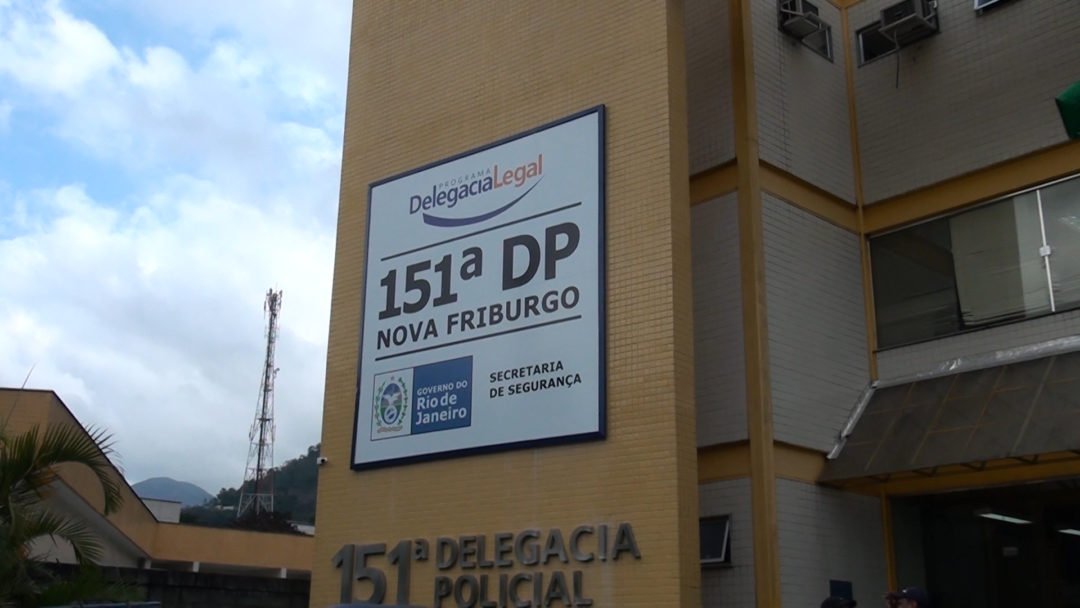 PROGRAMA
DelegaciaLegal
151ª DP
NOVA FRIBURGO
GOVERNO DO
Rio de
Janeiro
SECRETARIA
DE SEGURANÇA
151ª DELEGACIA
POLICIAL